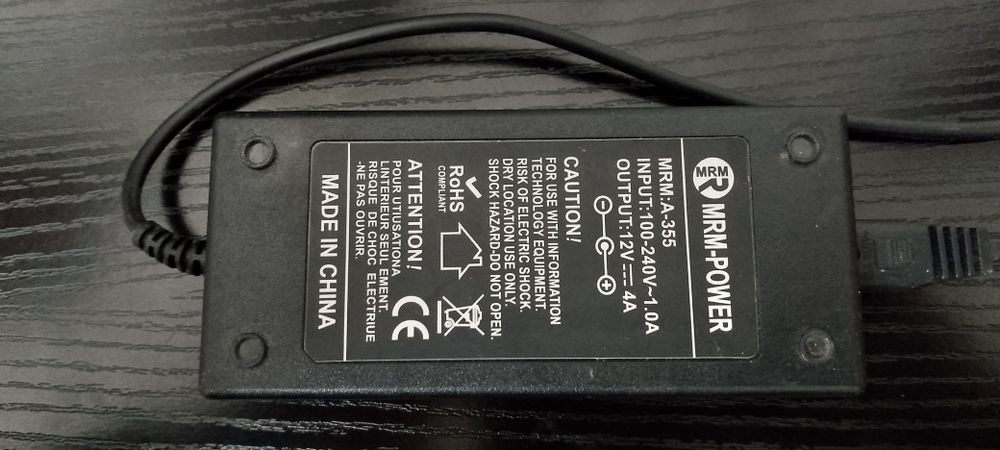 MRM MRM-POWER
MRM:A-355
INPUT:100-240V~1.0A
OUTPUT:12V⎓4A
CAUTION!
FOR USE WITH INFORMATION
TECHNOLOGY EQUIPMENT.
RISK OF ELECTRIC SHOCK.
DRY LOCATION USE ONLY.
SHOCK HAZARD-DO NOT OPEN.
RoHS
COMPLIANT
CE
ATTENTION!
POUR UTIUSATIONA
LINTERIEUR SEUL EMENT.
RISQUE DE CHOC ELECTRIUE
-NE PAS OUVRIR.
MADE IN CHINA